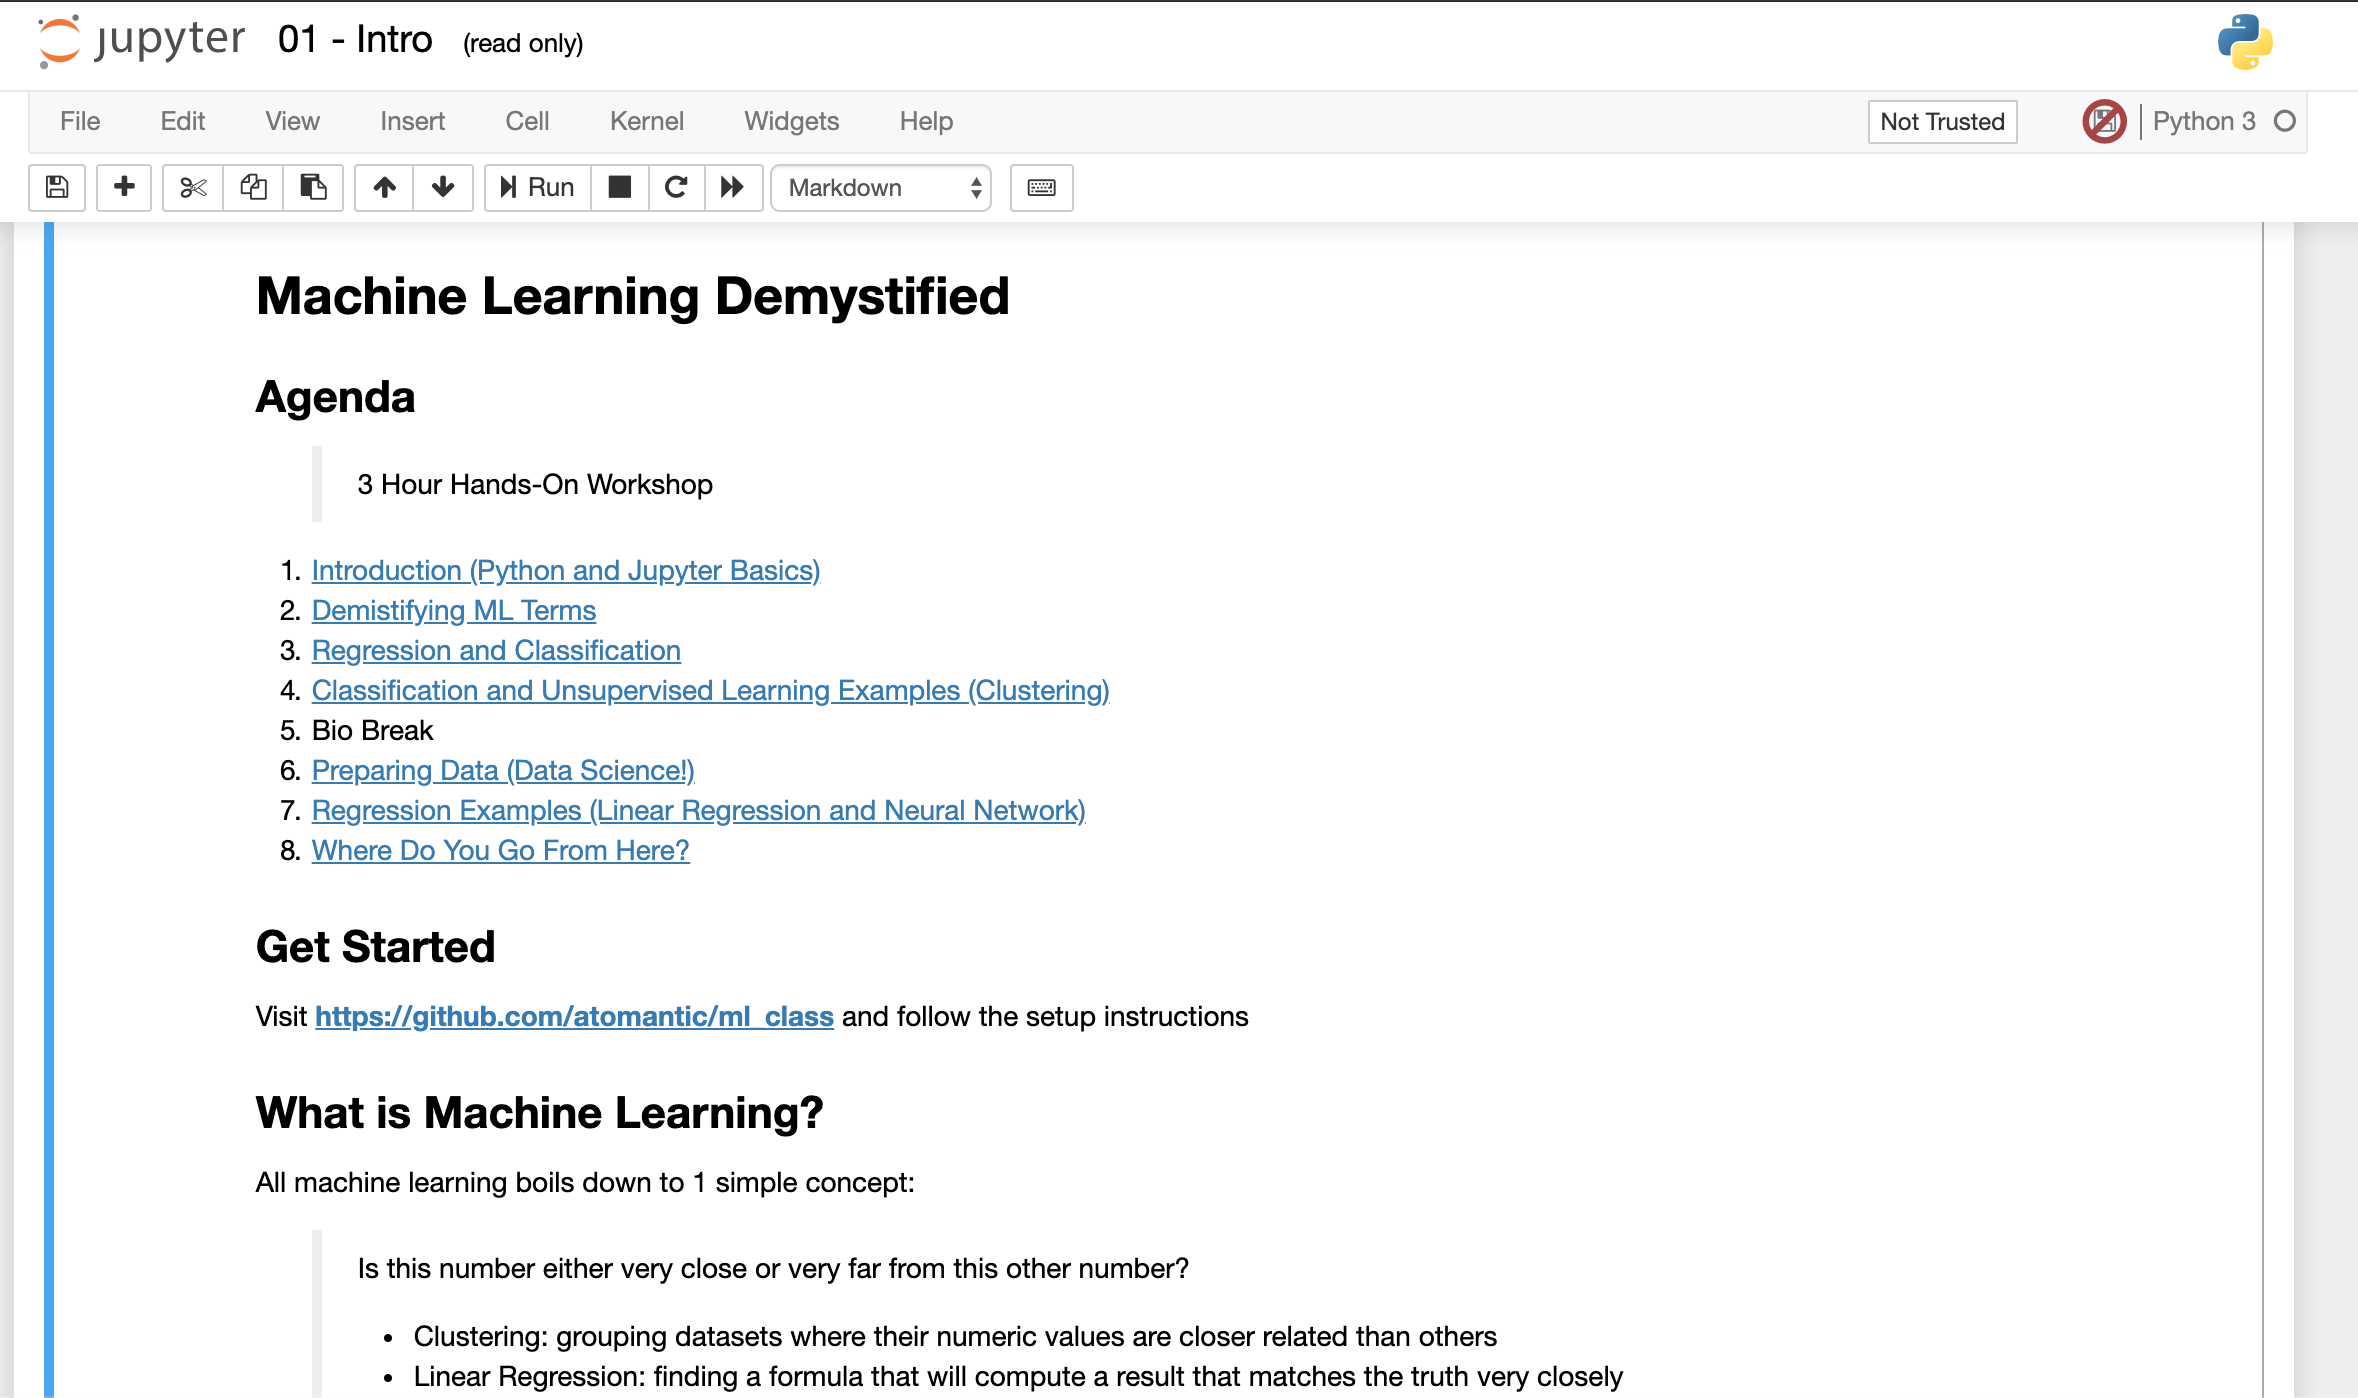 jupyter 01 - Intro (read only)
File Edit View Insert Cell Kernel Widgets Help Not Trusted Python 3
Run Markdown
Machine Learning Demystified
Agenda
3 Hour Hands-On Workshop
1. Introduction (Python and Jupyter Basics)
2. Demistifying ML Terms
3. Regression and Classification
4. Classification and Unsupervised Learning Examples (Clustering)
5. Bio Break
6. Preparing Data (Data Science!)
7. Regression Examples (Linear Regression and Neural Network)
8. Where Do You Go From Here?
Get Started
Visit https://github.com/atomantic/ml_class and follow the setup instructions
What is Machine Learning?
All machine learning boils down to 1 simple concept:
Is this number either very close or very far from this other number?
• Clustering: grouping datasets where their numeric values are closer related than others
• Linear Regression: finding a formula that will compute a result that matches the truth very closely